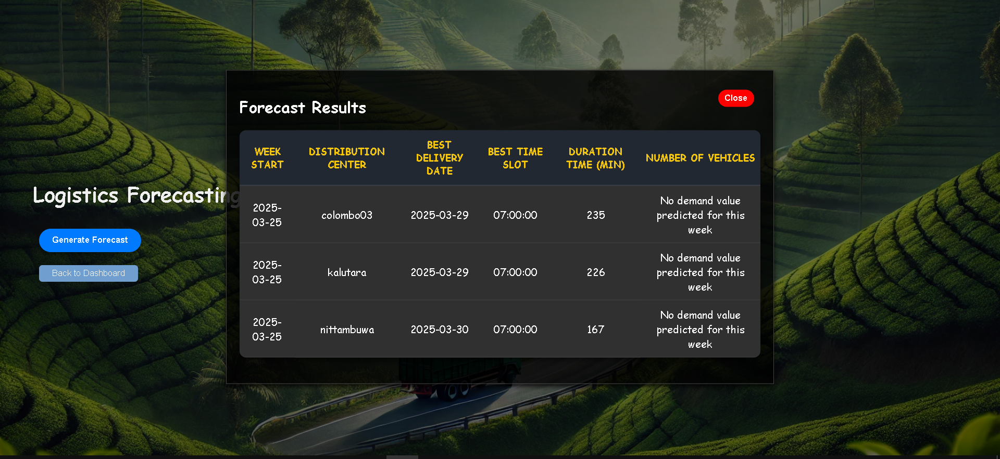 Forecast Results
Close
WEEK START
DISTRIBUTION CENTER
BEST DELIVERY DATE
BEST TIME SLOT
DURATION TIME (MIN)
NUMBER OF VEHICLES
2025-03-25
colombo03
2025-03-29
07:00:00
235
No demand value predicted for this week
2025-03-25
kalutara
2025-03-29
07:00:00
226
No demand value predicted for this week
2025-03-25
nittambuwa
2025-03-30
07:00:00
167
No demand value predicted for this week
Logistics Forecasting
Generate Forecast
Back to Dashboard